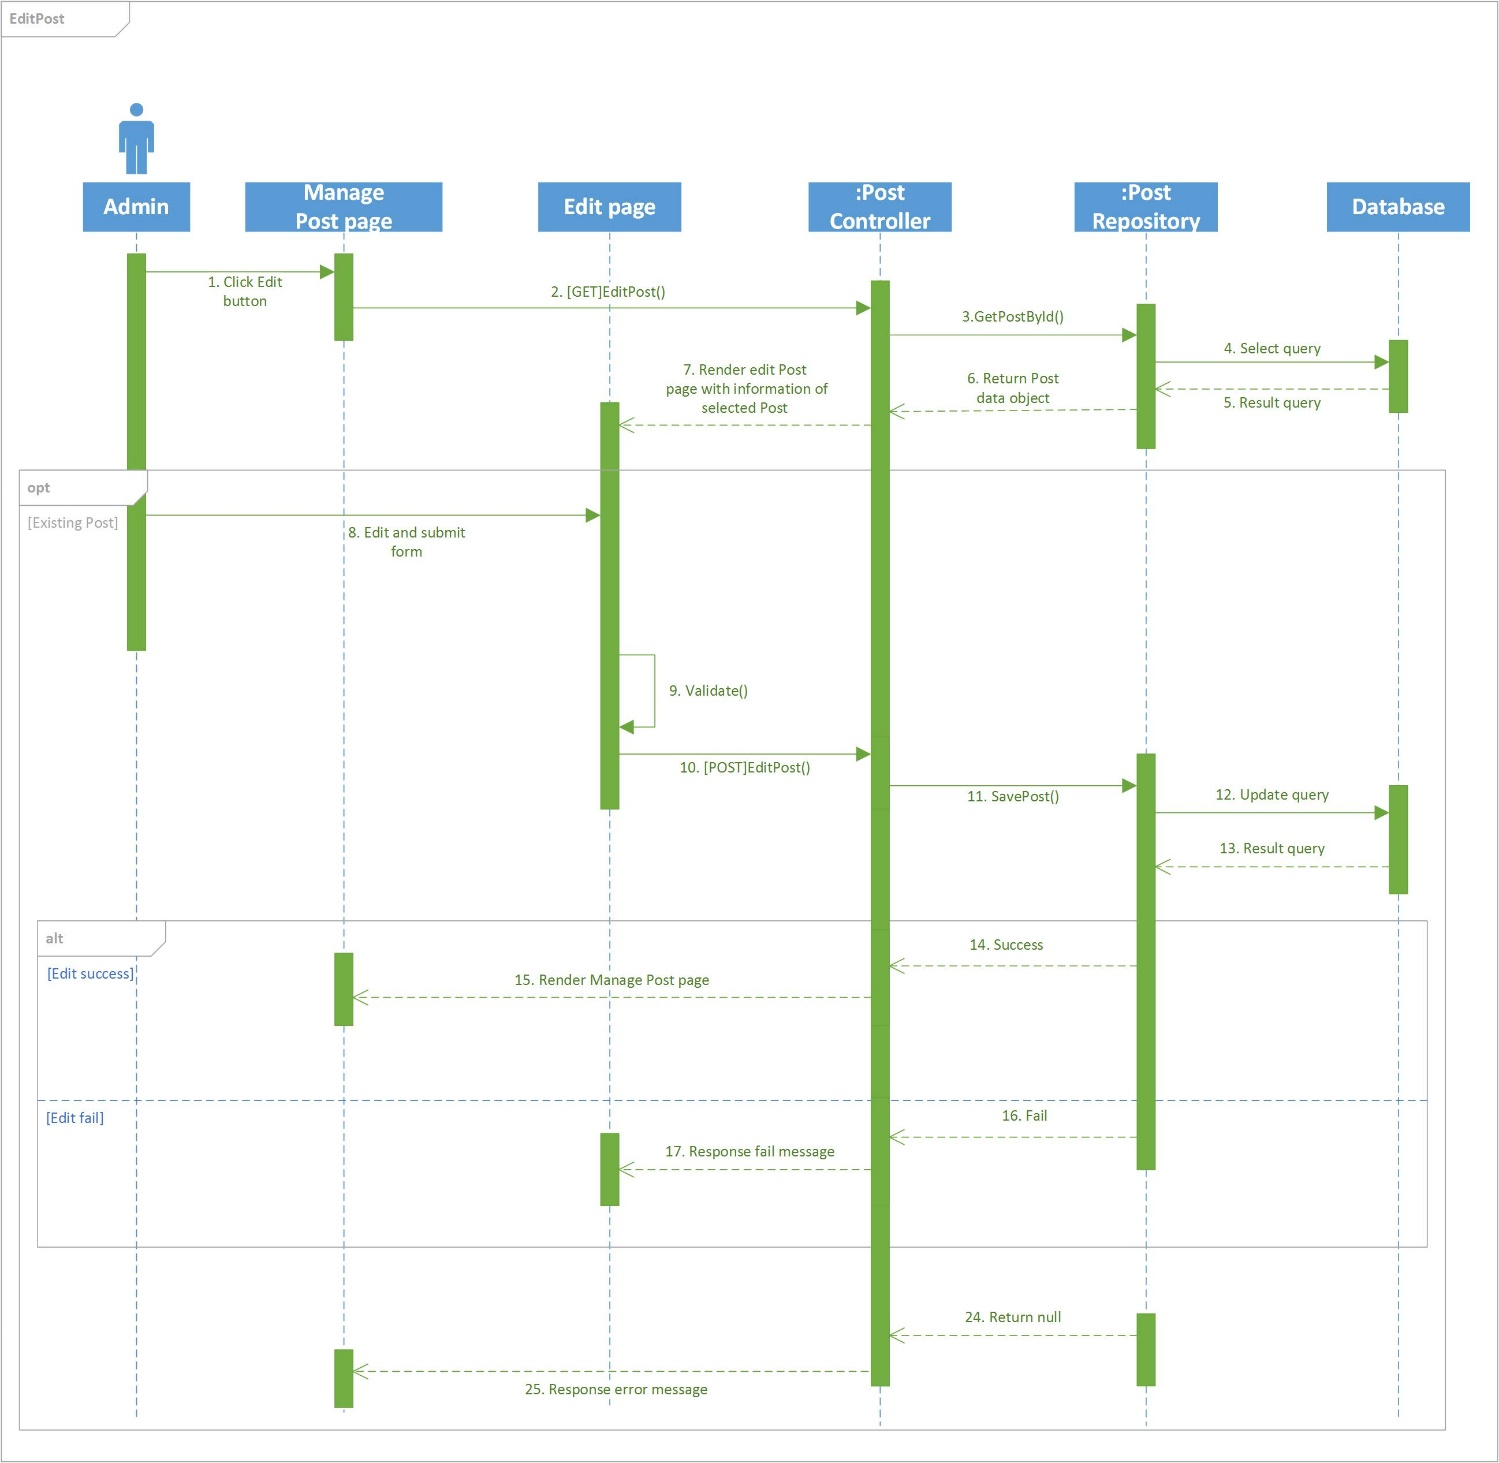 EditPost
Admin
Manage
Post page
Edit page
:Post
Controller
:Post
Repository
Database
1. Click Edit
button
2. [GET]EditPost()
3.GetPostById()
4. Select query
5. Result query
6. Return Post
data object
7. Render edit Post
page with information of
selected Post
opt
[Existing Post]
8. Edit and submit
form
9. Validate()
10. [POST]EditPost()
11. SavePost()
12. Update query
13. Result query
alt
[Edit success]
14. Success
15. Render Manage Post page
[Edit fail]
16. Fail
17. Response fail message
24. Return null
25. Response error message